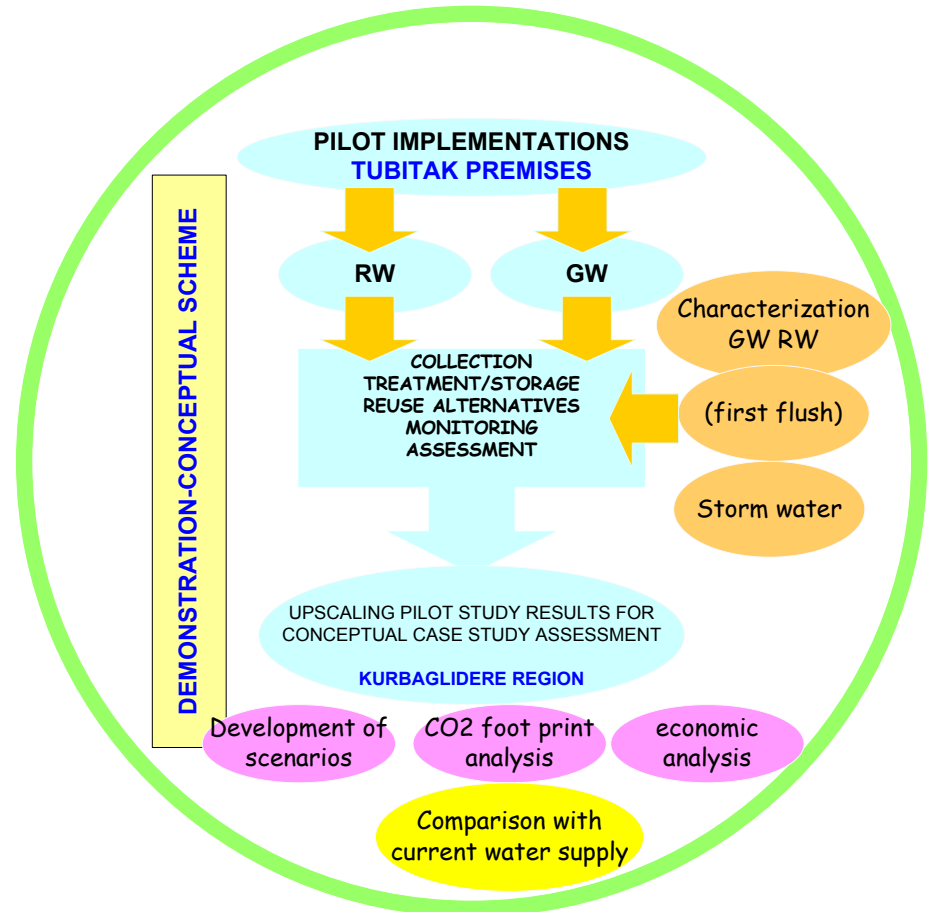 PILOT IMPLEMENTATIONS
TUBITAK PREMISES
DEMONSTRATION-CONCEPTUAL SCHEME
RW
GW
Characterization
GW RW
COLLECTION
TREATMENT/STORAGE
REUSE ALTERNATIVES
MONITORING
ASSESSMENT
(first flush)
Storm water
UPSCALING PILOT STUDY RESULTS FOR
CONCEPTUAL CASE STUDY ASSESSMENT
KURBAGLIDERE REGION
Development of
scenarios
CO2 foot print
analysis
economic
analysis
Comparison with
current water supply